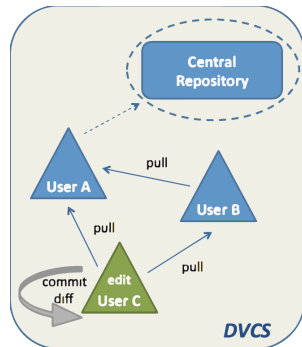 Central
Repository
pull
User A
User B
pull
pull
commit
diff
edit
User C
DVCS